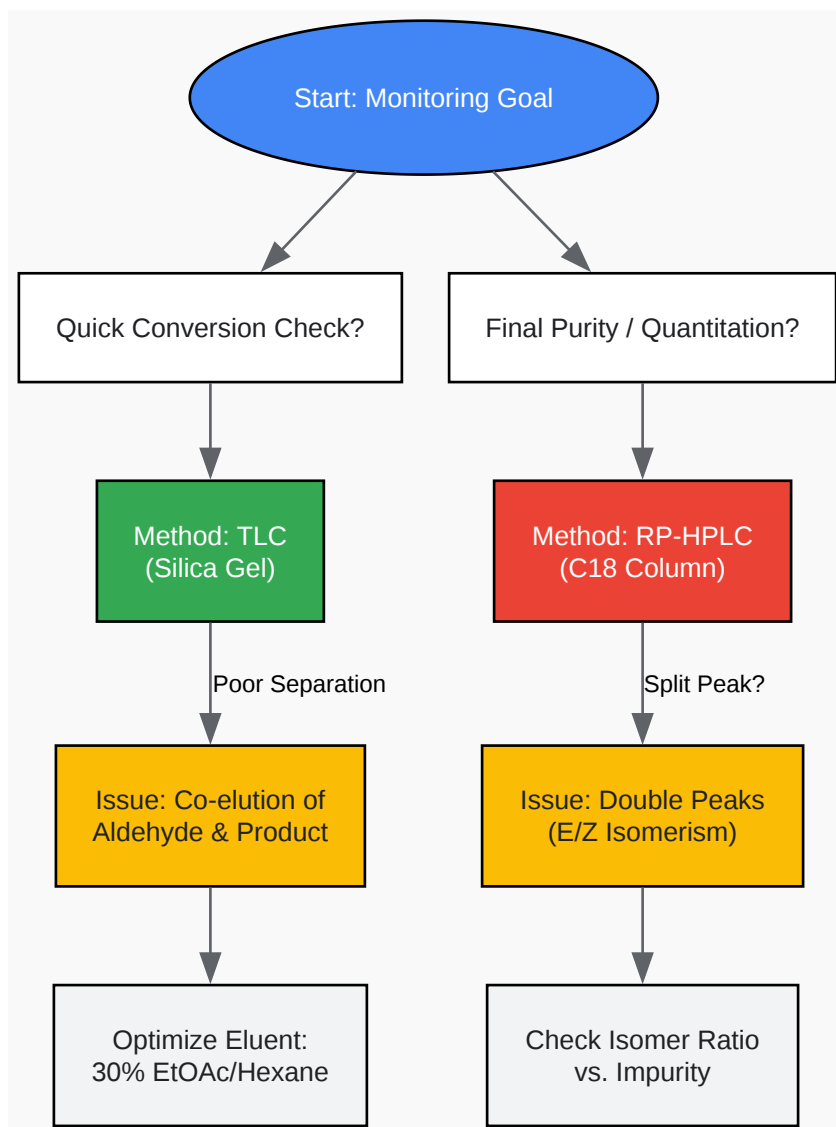 Start: Monitoring Goal
Quick Conversion Check?
Final Purity / Quantitation?
Method: TLC
(Silica Gel)
Method: RP-HPLC
(C18 Column)
Poor Separation
Split Peak?
Issue: Co-elution of
Aldehyde & Product
Issue: Double Peaks
(E/Z Isomerism)
Optimize Eluent:
30% EtOAc/Hexane
Check Isomer Ratio
vs. Impurity